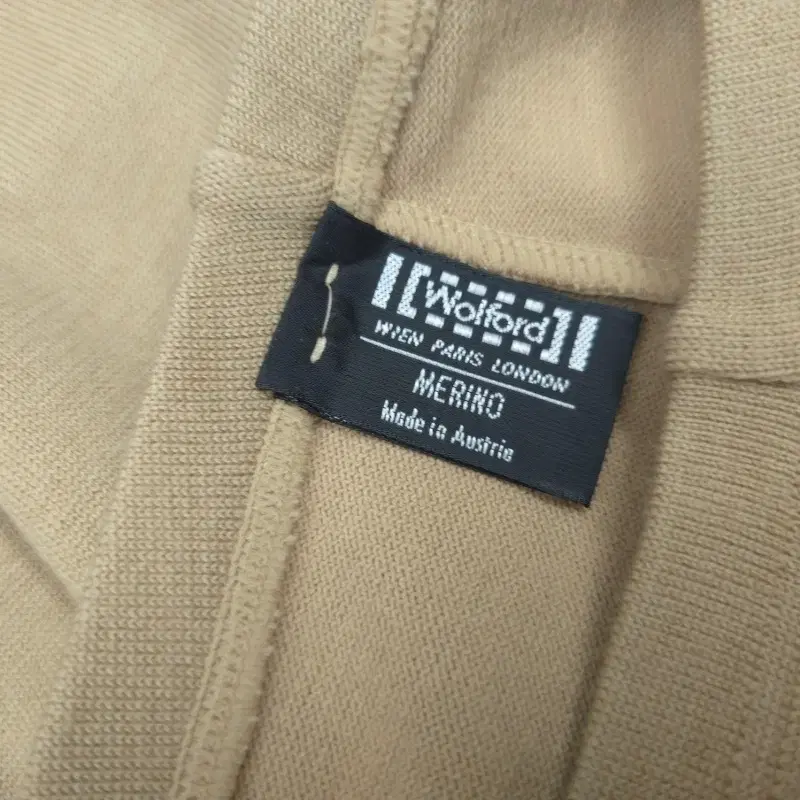 Wolford
WIEN PARIS LONDON
MERINO
Made in Austria